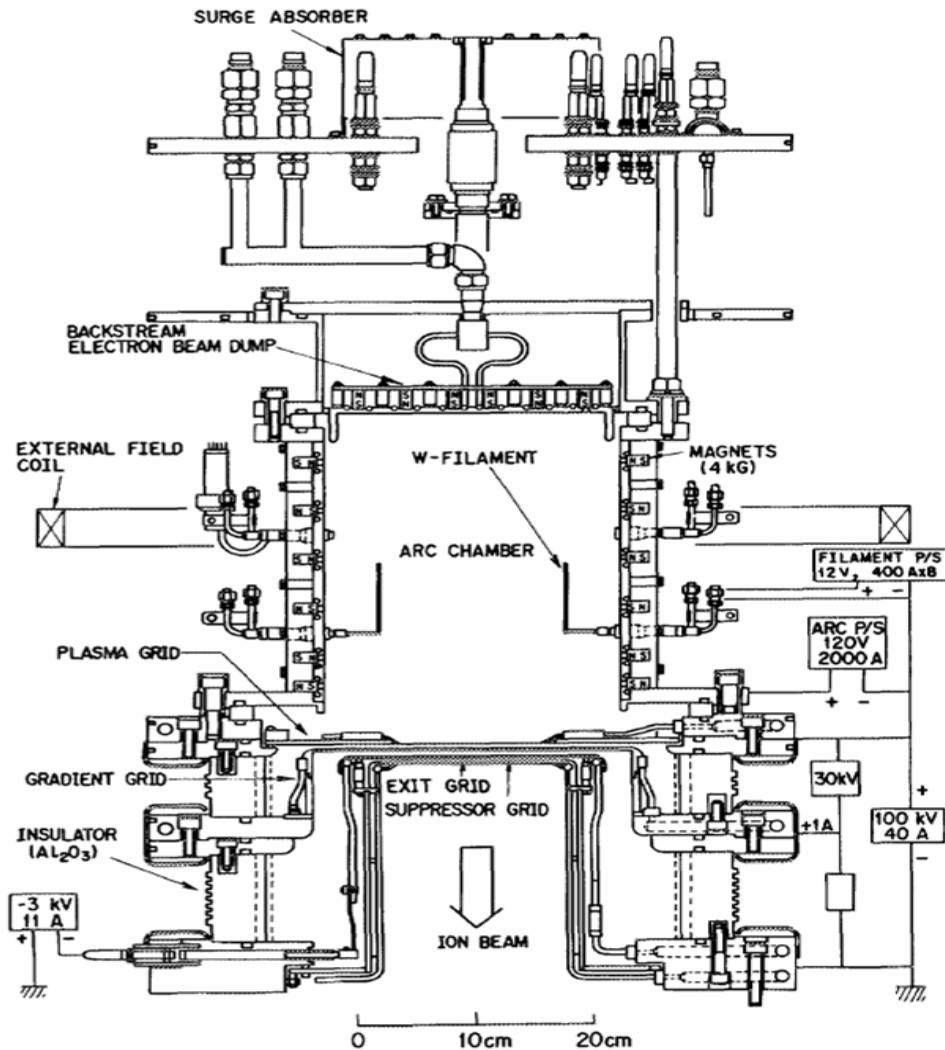 SURGE ABSORBER
BACKSTREAM
ELECTRON BEAM DUMP
EXTERNAL FIELD
COIL
W-FILAMENT
MAGNETS
(4 kG)
ARC CHAMBER
FILAMENT P/S
12V, 400 Ax8
+ -
ARC P/S
120V
2000 A
+ -
PLASMA GRID
GRADIENT GRID
EXIT GRID
SUPPRESSOR GRID
30kV
+1A
+
100 kV
40 A
-
INSULATOR
(Al2O3)
-3 kV
11 A
+ -
ION BEAM
0 10cm 20cm